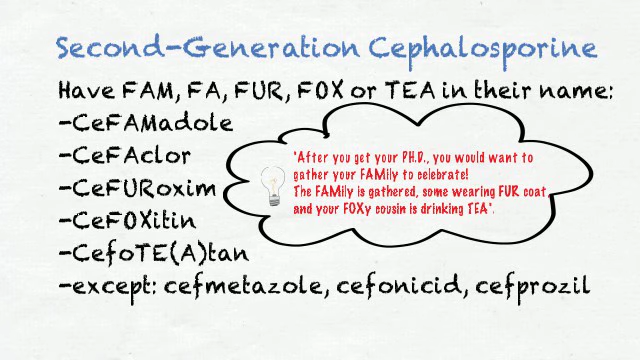 Second-Generation Cephalosporine
Have FAM, FA, FUR, FOX or TEA in their name:
-CeFAMadole
-CeFAclor
-CeFURoxim
-CeFOXitin
-CefoTE(A)tan
-except: cefmetazole, cefonicid, cefprozil
"After you get your PH.D., you would want to
gather your FAMily to celebrate!
The FAMily is gathered, some wearing FUR coat
and your FOXy cousin is drinking TEA".